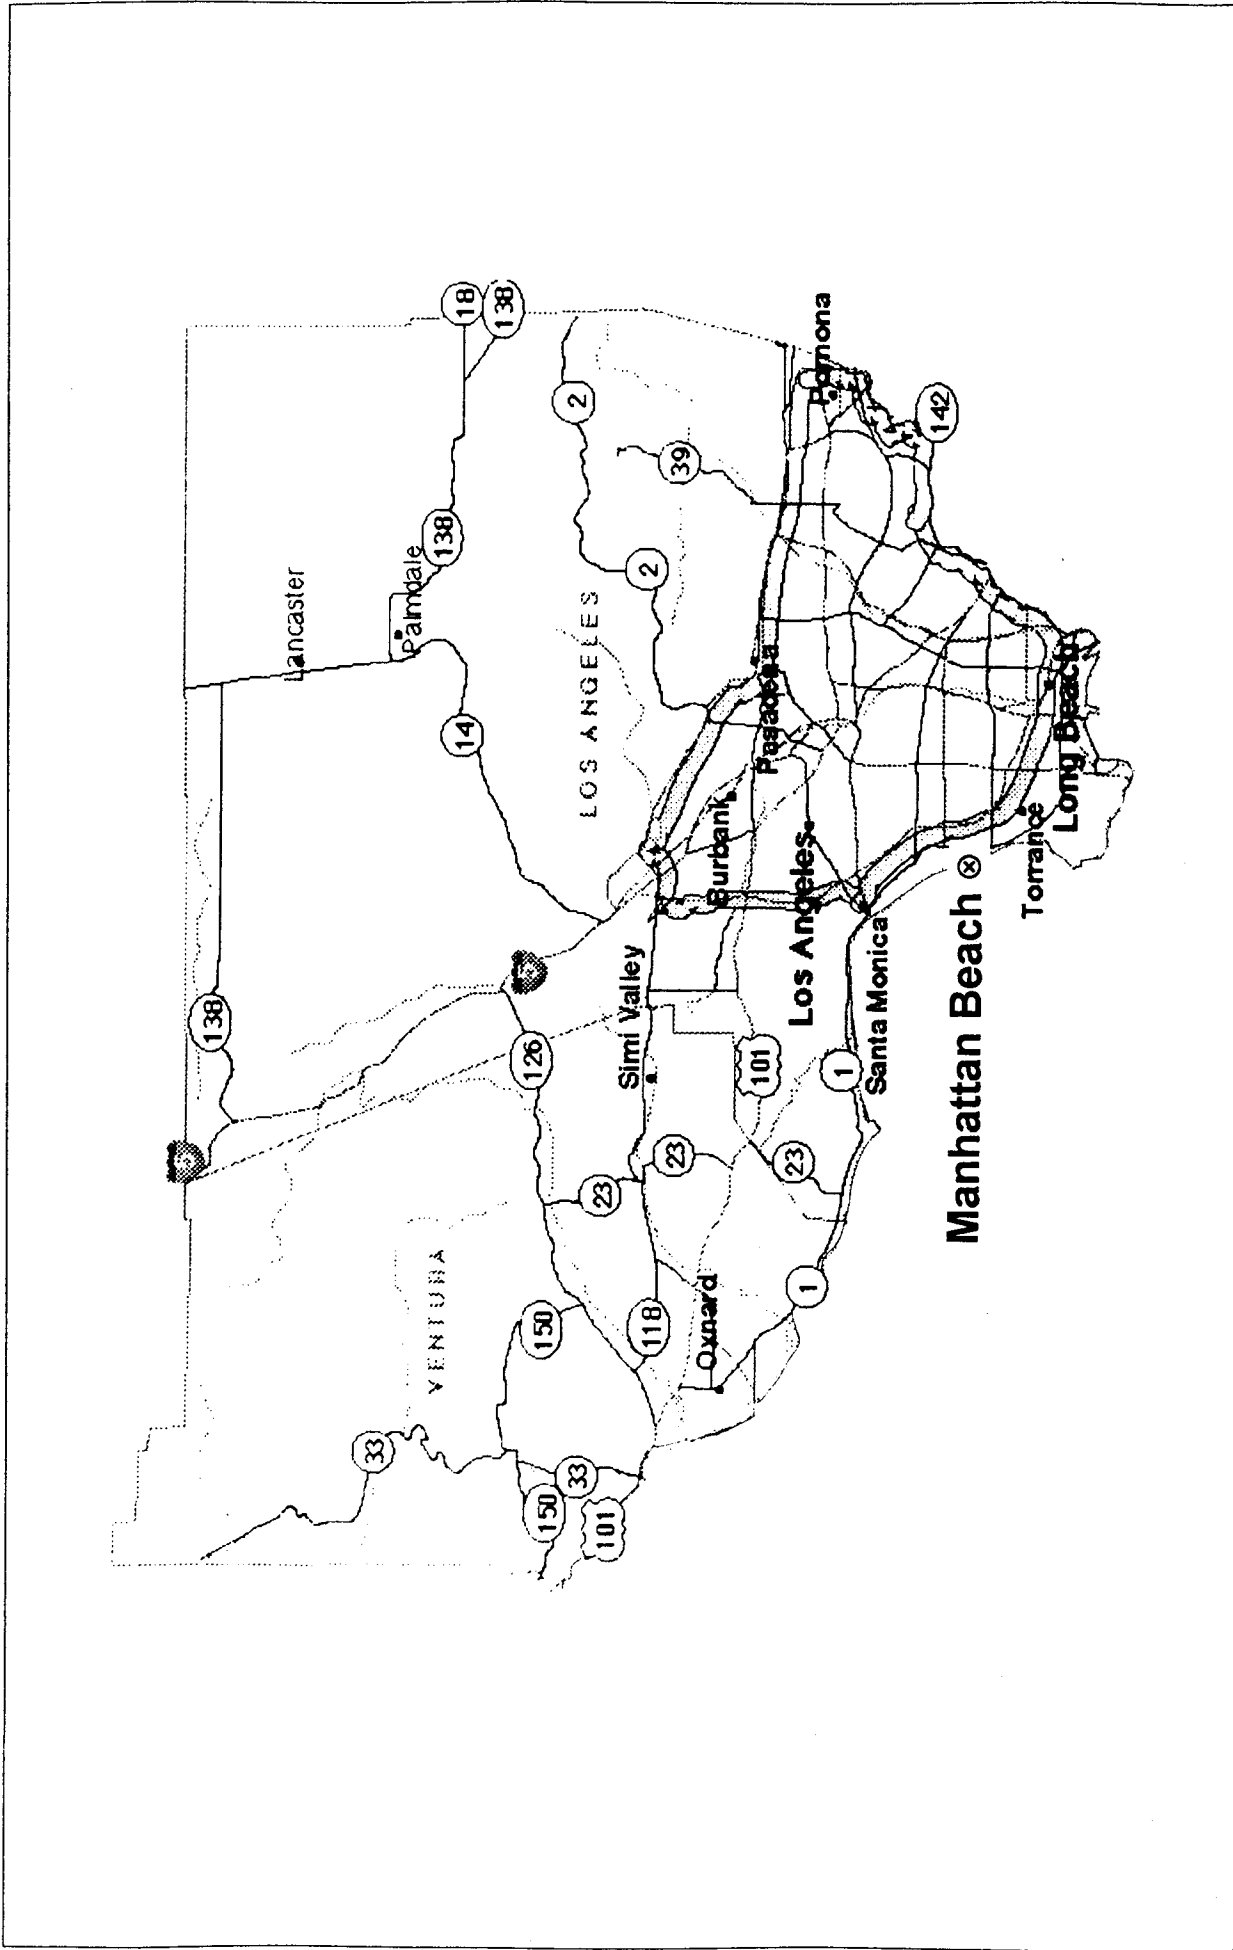 138
Lancaster
Palmdale
138
18
138
14
LOS ANGELES
2
2
39
33
VENTURA
126
150
150
33
101
118
23
23
23
Simi Valley
Burbank
Pasadena
Pomona
142
Oxnard
101
Los Angeles
1
1
Santa Monica
Manhattan Beach
Torrance
Long Beach